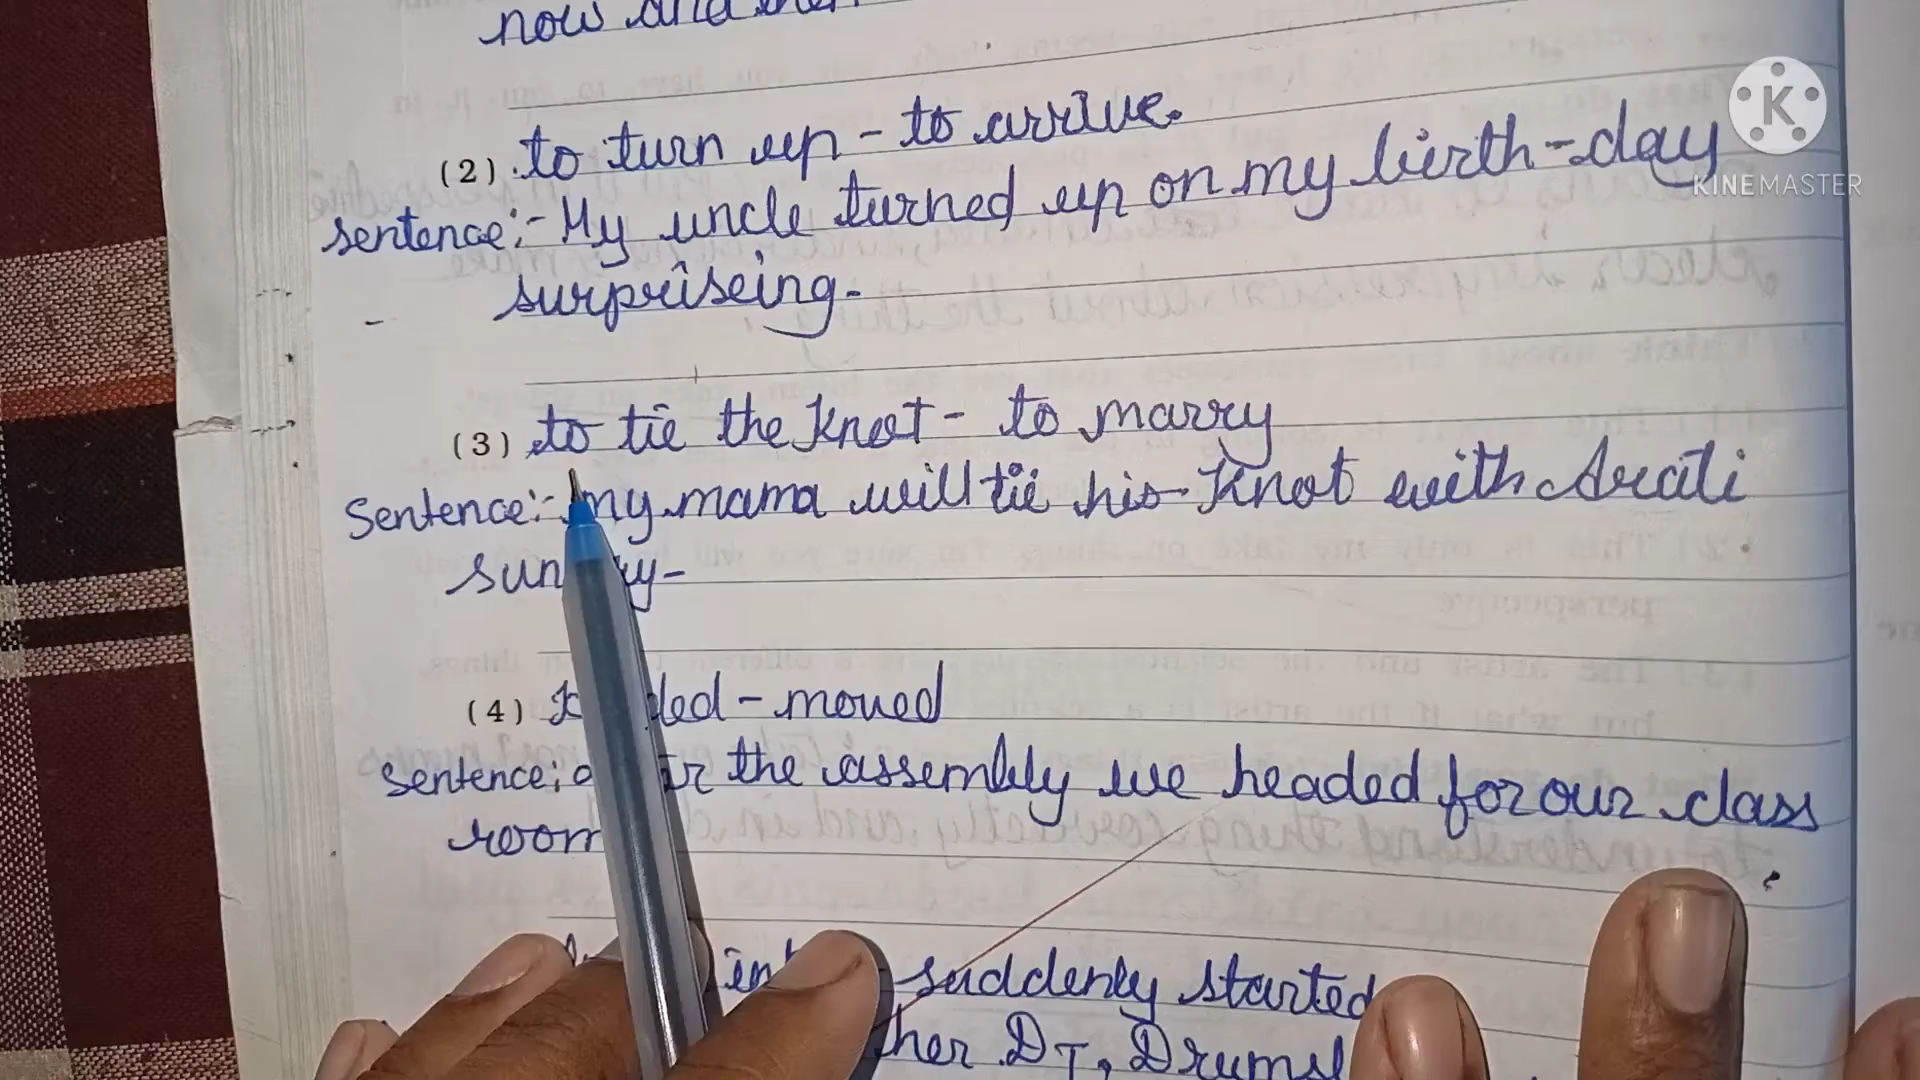 now and then
(2) to turn up - to arrive.
sentence:- My uncle turned up on my birth-day
surpriseing.
(3) to tie the Knot - to marry
Sentence:- my mama will tie his Knot with Arati
(4) moved
sentence: the assembly we headed for our class
room
suddenly started
KINEMASTER